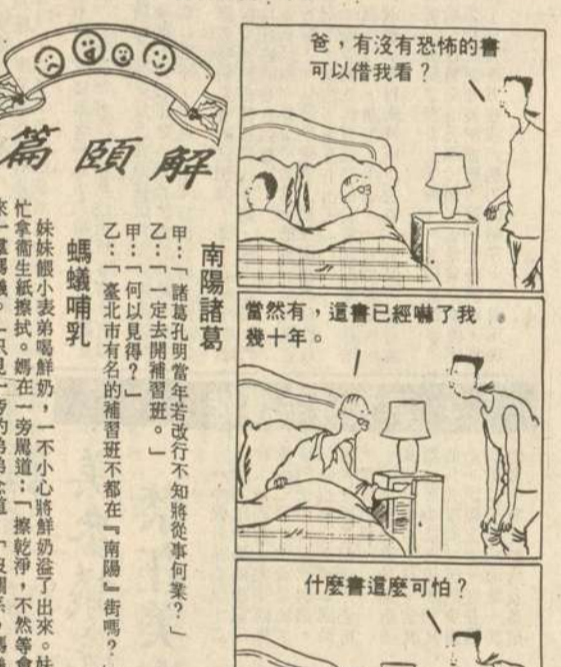 爸，有沒有恐怖的書
可以借我看？
當然有，這書已經嚇了我
幾十年。
什麼書這麼可怕？
解頤篇
南陽諸葛
甲：「諸葛孔明當年若改行不知將從事何業？」
乙：「一定去開補習班。」
甲：「何以見得？」
乙：「臺北市有名的補習班不都在『南陽』街嗎？
螞蟻哺乳
妹妹餵小表弟喝鮮奶，一不小心將鮮奶溢了出來。妹
忙拿衞生紙擦拭。媽在一旁罵道：「擦乾淨，不然等會